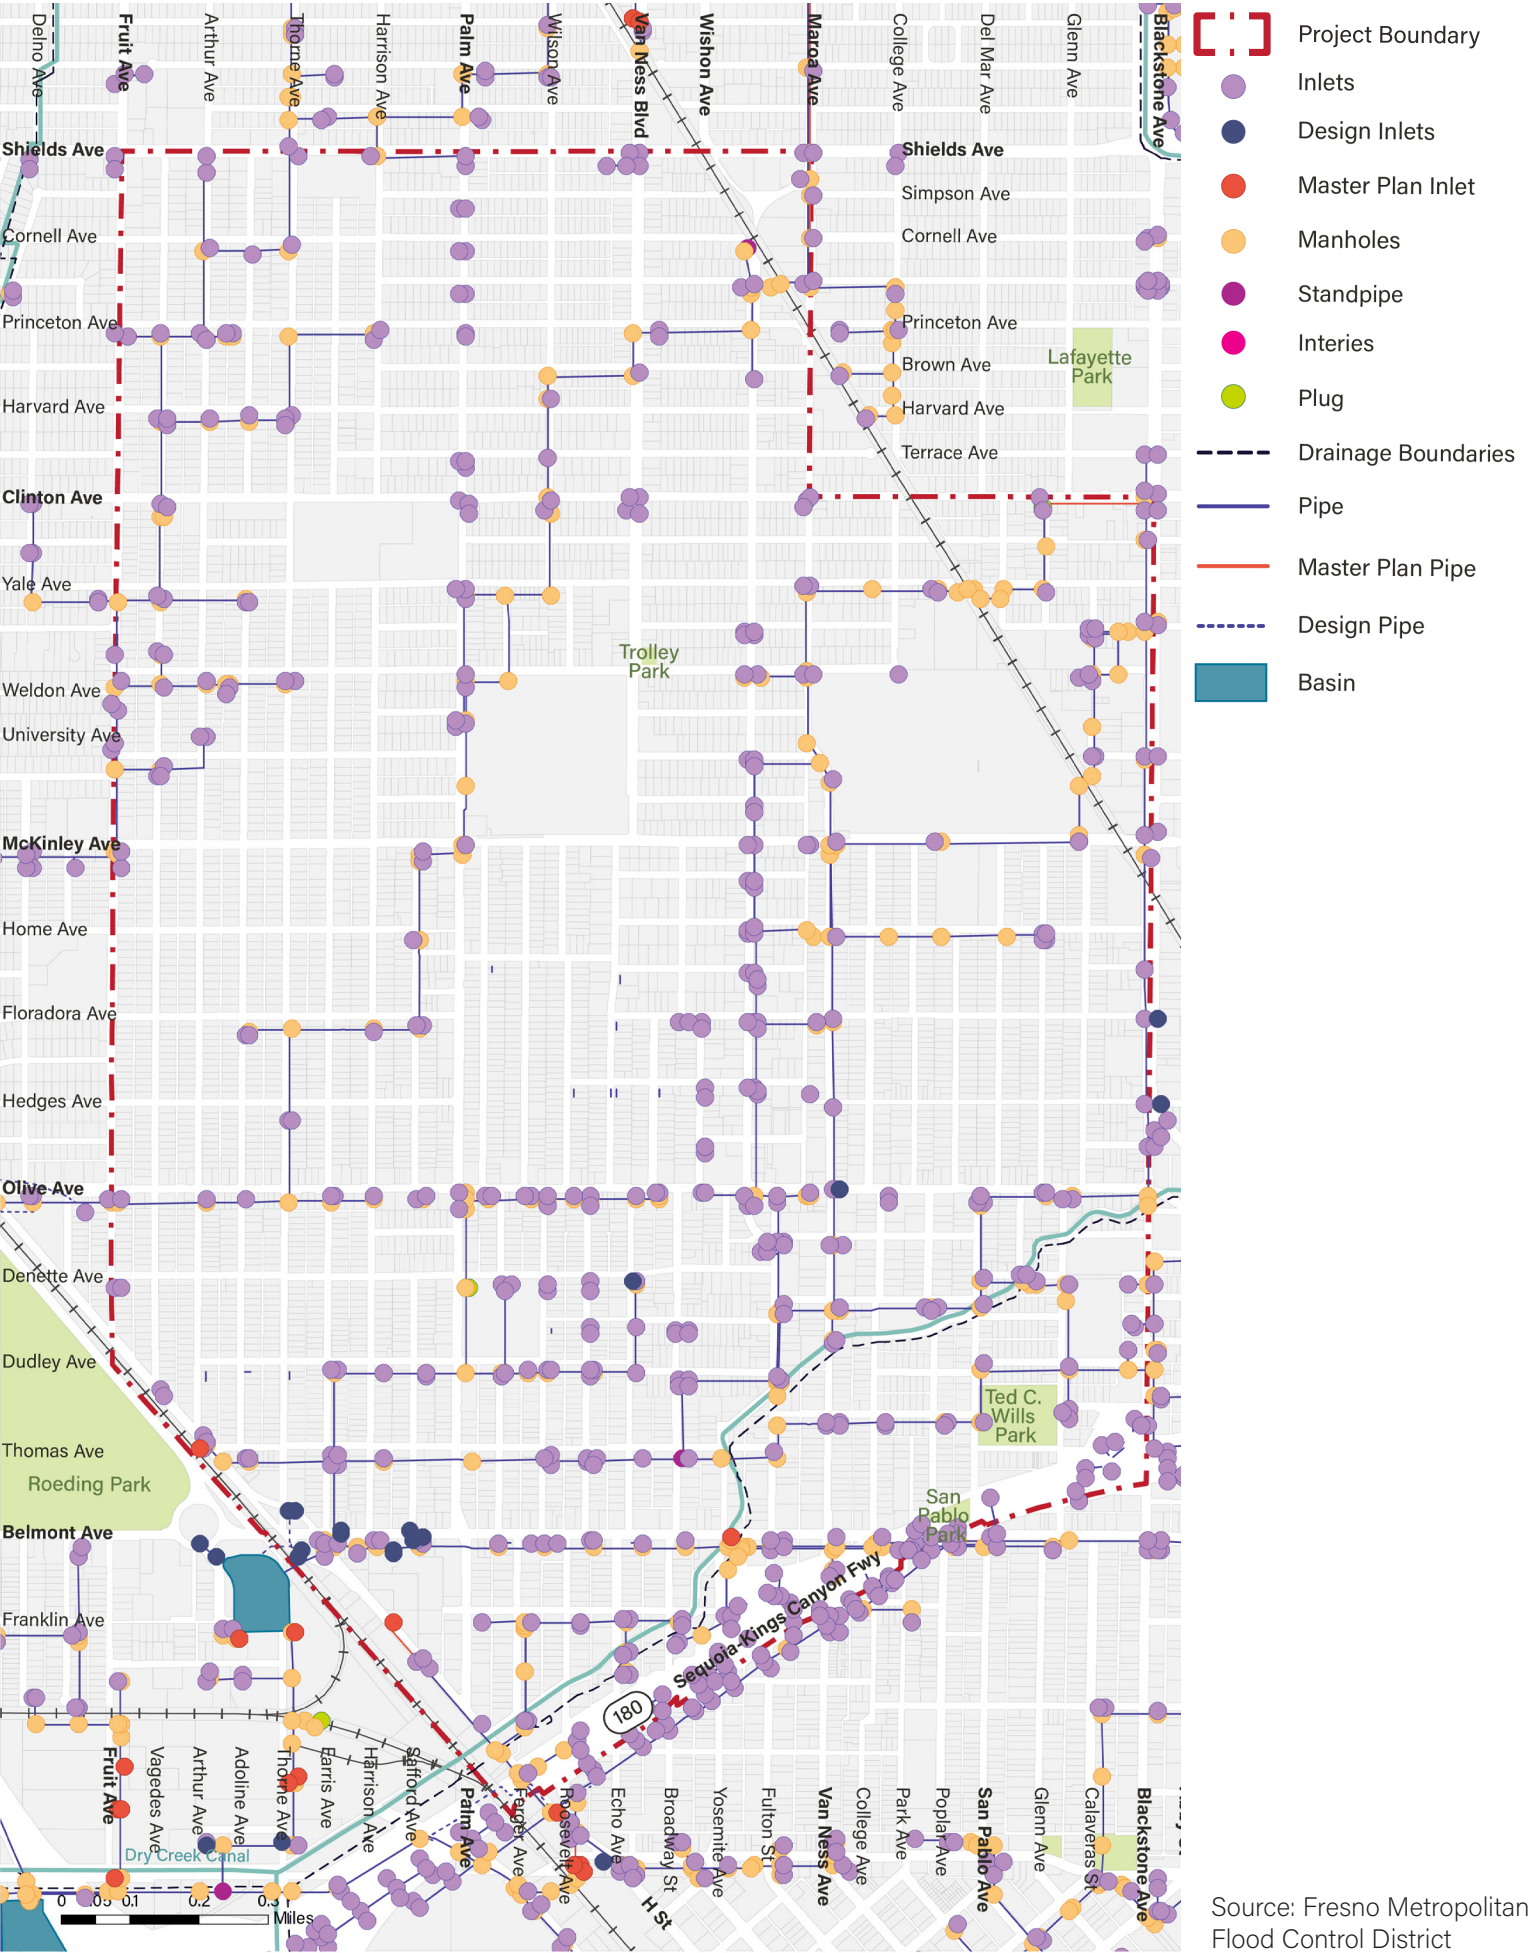 Delno Ave
Fruit Ave
Arthur Ave
Thorne Ave
Harrison Ave
Palm Ave
Wilson Ave
Van Ness Blvd
Wishon Ave
Maroa Ave
College Ave
Del Mar Ave
Glenn Ave
Blackstone Ave
Shields Ave
Shields Ave
Simpson Ave
Cornell Ave
Cornell Ave
Princeton Ave
Princeton Ave
Brown Ave
Lafayette
Park
Harvard Ave
Harvard Ave
Terrace Ave
Clinton Ave
Yale Ave
Trolley
Park
Weldon Ave
University Ave
McKinley Ave
Home Ave
Floradora Ave
Hedges Ave
Olive Ave
Denette Ave
Dudley Ave
Ted C.
Wills
Park
Thomas Ave
Roeding Park
San
Pablo
Park
Belmont Ave
Sequoia-Kings Canyon Fwy
Franklin Ave
180
Fruit Ave
Vagedes Ave
Arthur Ave
Adoline Ave
Thorne Ave
Farris Ave
Harrison Ave
Safford Ave
Palm Ave
Ferger Ave
Roosevelt Ave
Echo Ave
Broadway St
Yosemite Ave
Fulton St
Van Ness Ave
College Ave
Park Ave
Poplar Ave
San Pablo Ave
Glenn Ave
Calaveras St
Blackstone Ave
Dry Creek Canal
H St
0 .05 0.1 0.2 0.3
Miles
Project Boundary
Inlets
Design Inlets
Master Plan Inlet
Manholes
Standpipe
Interies
Plug
Drainage Boundaries
Pipe
Master Plan Pipe
Design Pipe
Basin
Source: Fresno Metropolitan
Flood Control District